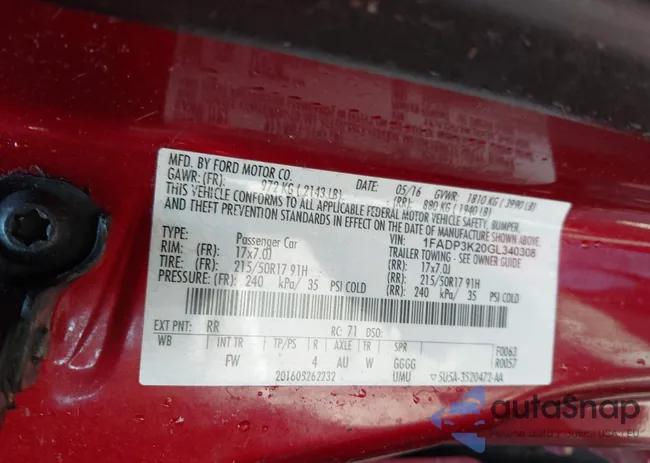 MFD. BY FORD MOTOR CO.
DATE: 05/16 GVWR: 1810 KG ( 3990 LB)
GAWR: (FR): 972 KG ( 2143 LB) (RR): 880 KG ( 1940 LB)
THIS VEHICLE CONFORMS TO ALL APPLICABLE FEDERAL MOTOR VEHICLE SAFETY, BUMPER,
AND THEFT PREVENTION STANDARDS IN EFFECT ON THE DATE OF MANUFACTURE SHOWN ABOVE.
VIN: 1FADP3K20GL340308
TYPE: Passenger Car TRAILER TOWING - SEE OWNER GUIDE
RIM: (FR): 17x7.0J (RR): 17x7.0J
TIRE: (FR): 215/50R17 91H (RR): 215/50R17 91H
PRESSURE: (FR): 240 kPa/ 35 PSI COLD (RR): 240 kPa/ 35 PSI COLD
EXT PNT: RR RC: 71 DSO:
WB INT TR TP/PS R AXLE TR SPR F0063
FW 4 AU W GGGG R0057
201605262232 UMU 5U5A-3520472-AA
autoSnap